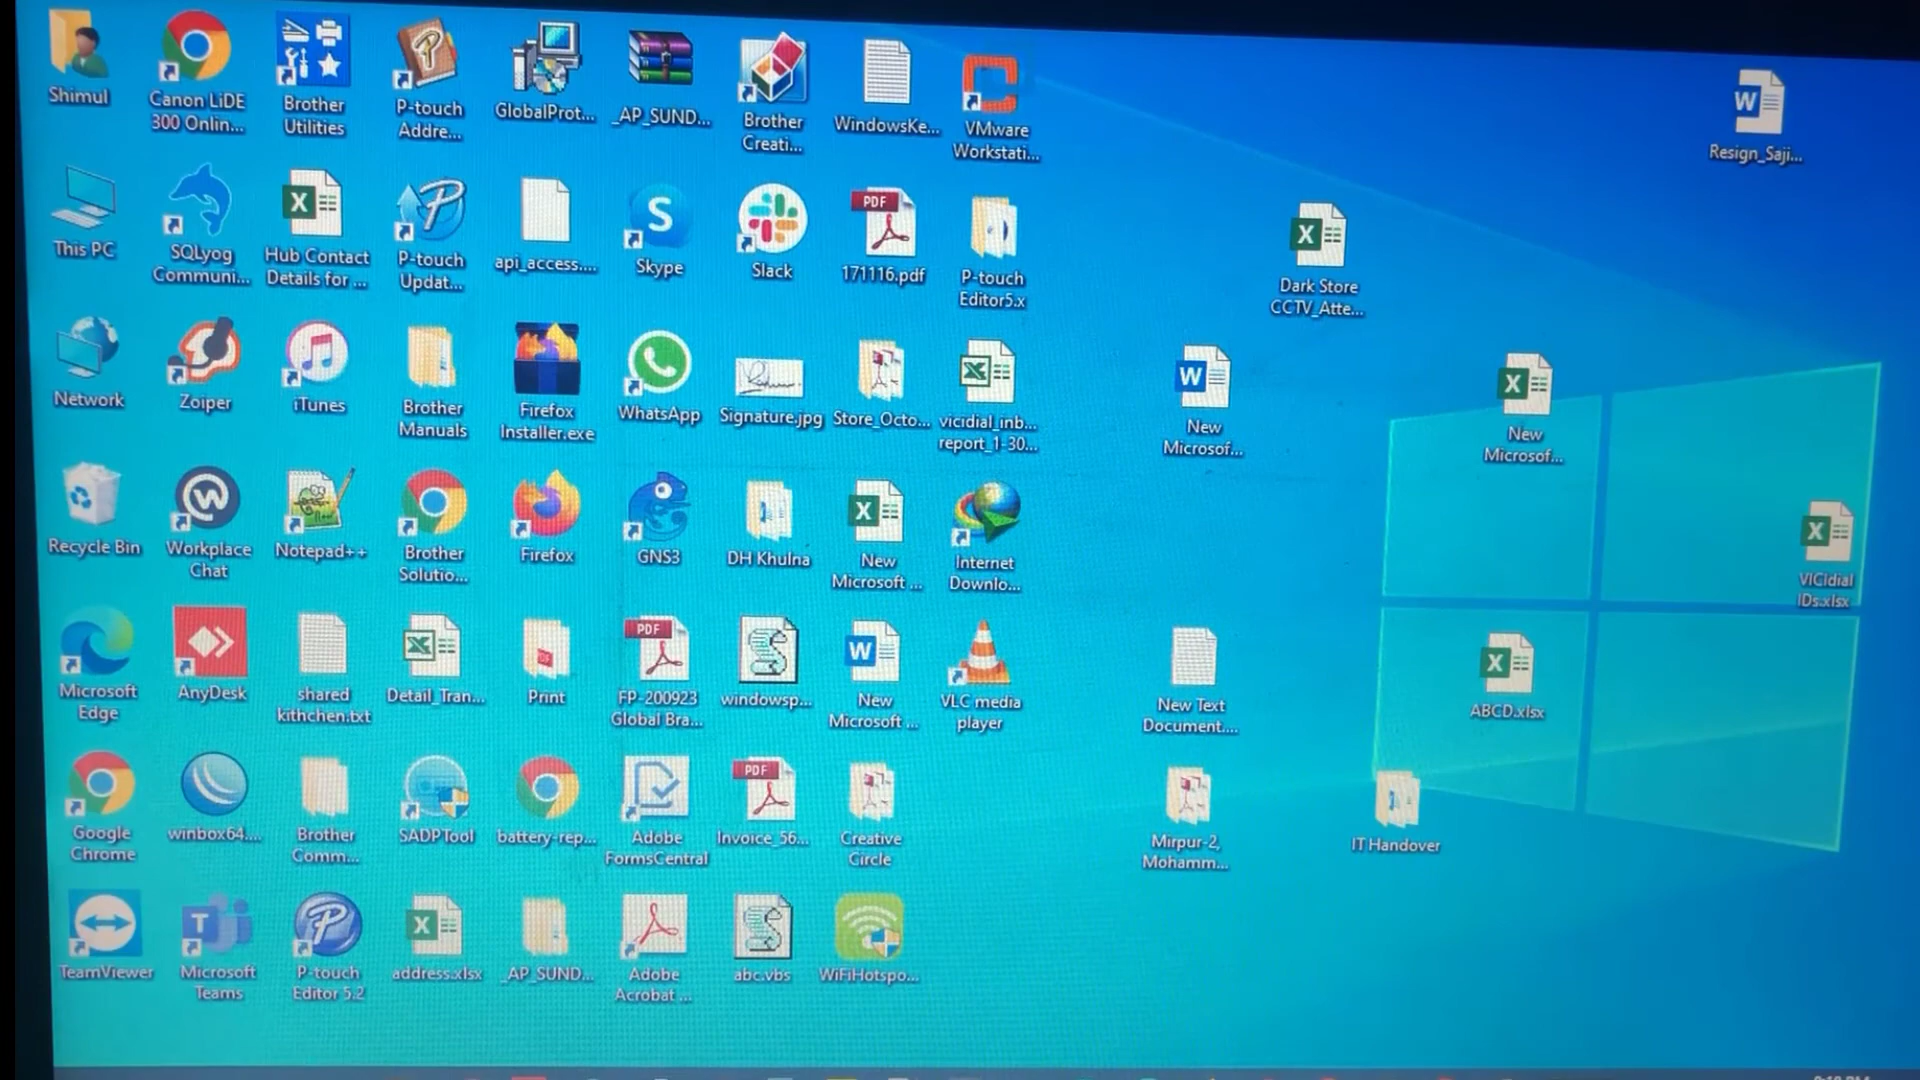 Shimul
Canon LiDE
300 Onlin...
Brother
Utilities
P-touch
Addre...
GlobalProt...
_AP_SUND...
Brother
Creati...
WindowsKe...
VMware
Workstati...
Resign_Saji...
This PC
SQLyog
Communi...
Hub Contact
Details for ...
P-touch
Updat...
api_access....
Skype
Slack
171116.pdf
P-touch
Editor5.x
Dark Store
CCTV_Atte...
Network
Zoiper
iTunes
Brother
Manuals
Firefox
Installer.exe
WhatsApp
Signature.jpg
Store_Octo...
vicidial_inb...
report_1-30...
New
Microsof...
New
Microsof...
Recycle Bin
Workplace
Chat
Notepad++
Brother
Solutio...
Firefox
GNS3
DH Khulna
New
Microsoft ...
Internet
Downlo...
VICIdial
IDs.xlsx
Microsoft
Edge
AnyDesk
shared
kithchen.txt
Detail_Tran...
Print
FP-200923
Global Bra...
windowsp...
New
Microsoft ...
VLC media
player
New Text
Document....
ABCD.xlsx
Google
Chrome
winbox64....
Brother
Comm...
SADPTool
battery-rep...
Adobe
FormsCentral
Invoice_56...
Creative
Circle
Mirpur-2,
Mohamm...
IT Handover
TeamViewer
Microsoft
Teams
P-touch
Editor 5.2
address.xlsx
_AP_SUND...
Adobe
Acrobat ...
abc.vbs
WiFiHotspo...